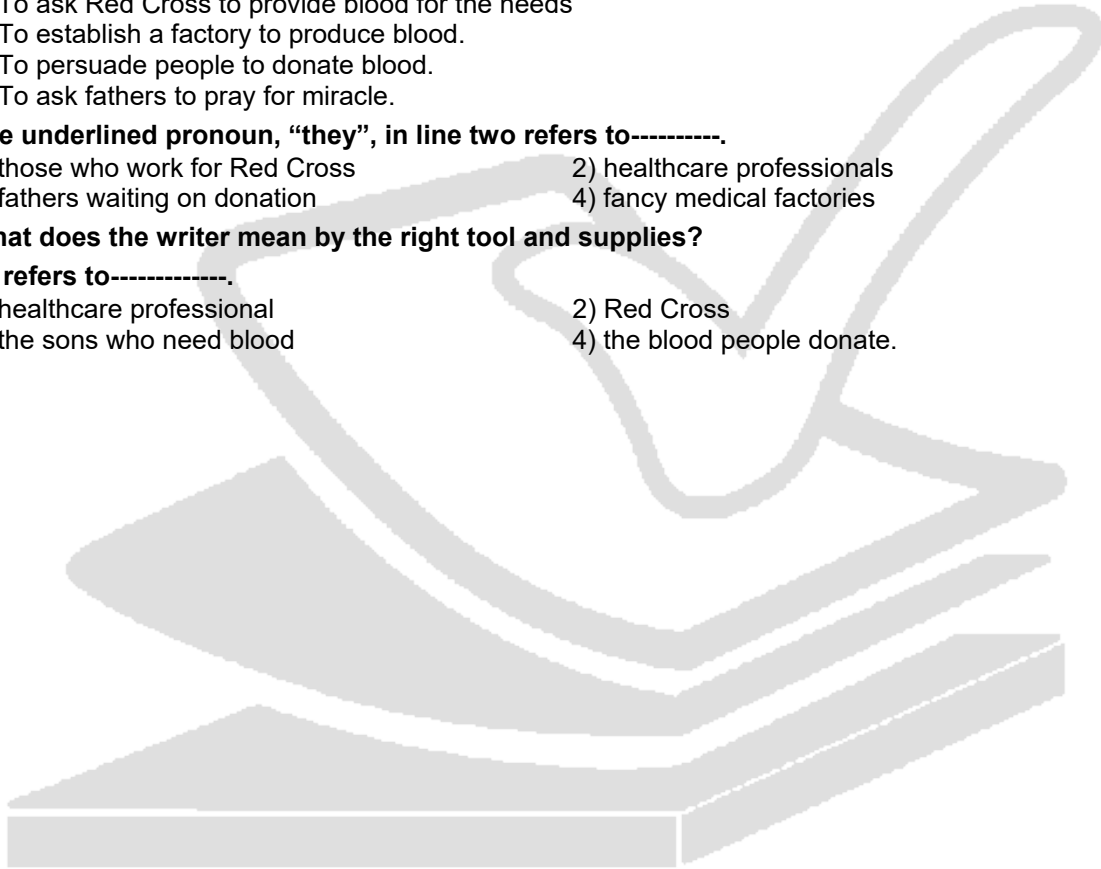 To ask Red Cross to provide blood for the needs
To establish a factory to produce blood.
To persuade people to donate blood.
To ask fathers to pray for miracle.
e underlined pronoun, “they”, in line two refers to----------.
those who work for Red Cross 2) healthcare professionals
fathers waiting on donation 4) fancy medical factories
hat does the writer mean by the right tool and supplies?
refers to-------------.
healthcare professional 2) Red Cross
the sons who need blood 4) the blood people donate.